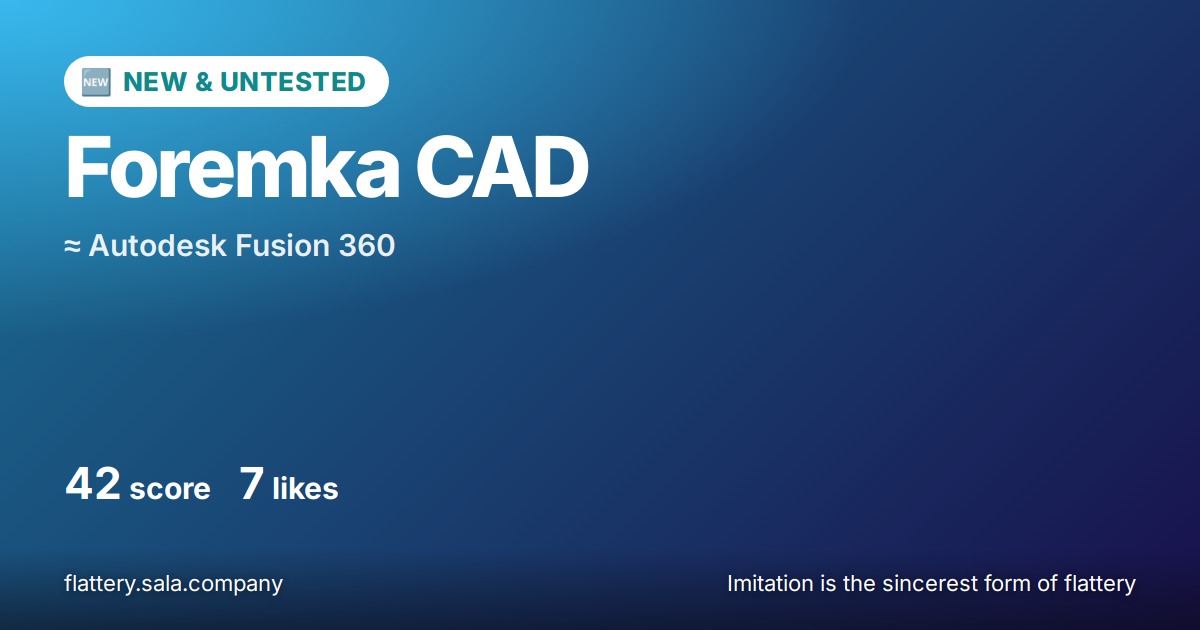 🆕 NEW & UNTESTED
Foremka CAD
≈ Autodesk Fusion 360
42 score 7 likes
flattery.sala.company
Imitation is the sincerest form of flattery